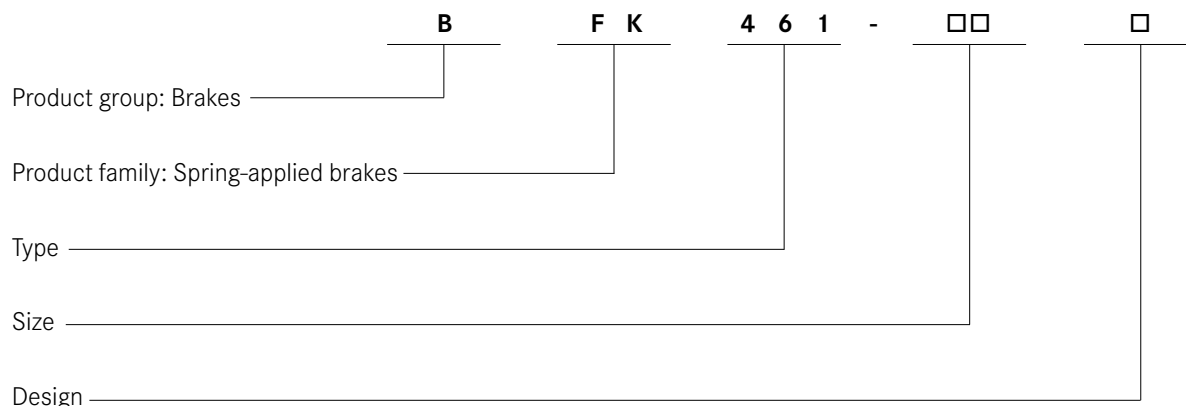 B F K 4 6 1 - □□ □
Product group: Brakes
Product family: Spring-applied brakes
Type
Size
Design